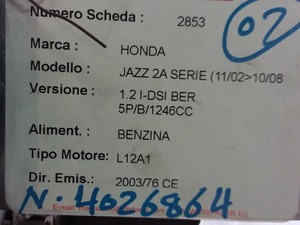 Numero Scheda : 2853
02
Marca : HONDA
Modello : JAZZ 2A SERIE (11/02>10/08
Versione : 1.2 I-DSI BER.
5P/B/1246CC
Aliment. : BENZINA
Tipo Motore: L12A1
Dir. Emis.: 2003/76 CE
N. 4026864
E-mail: